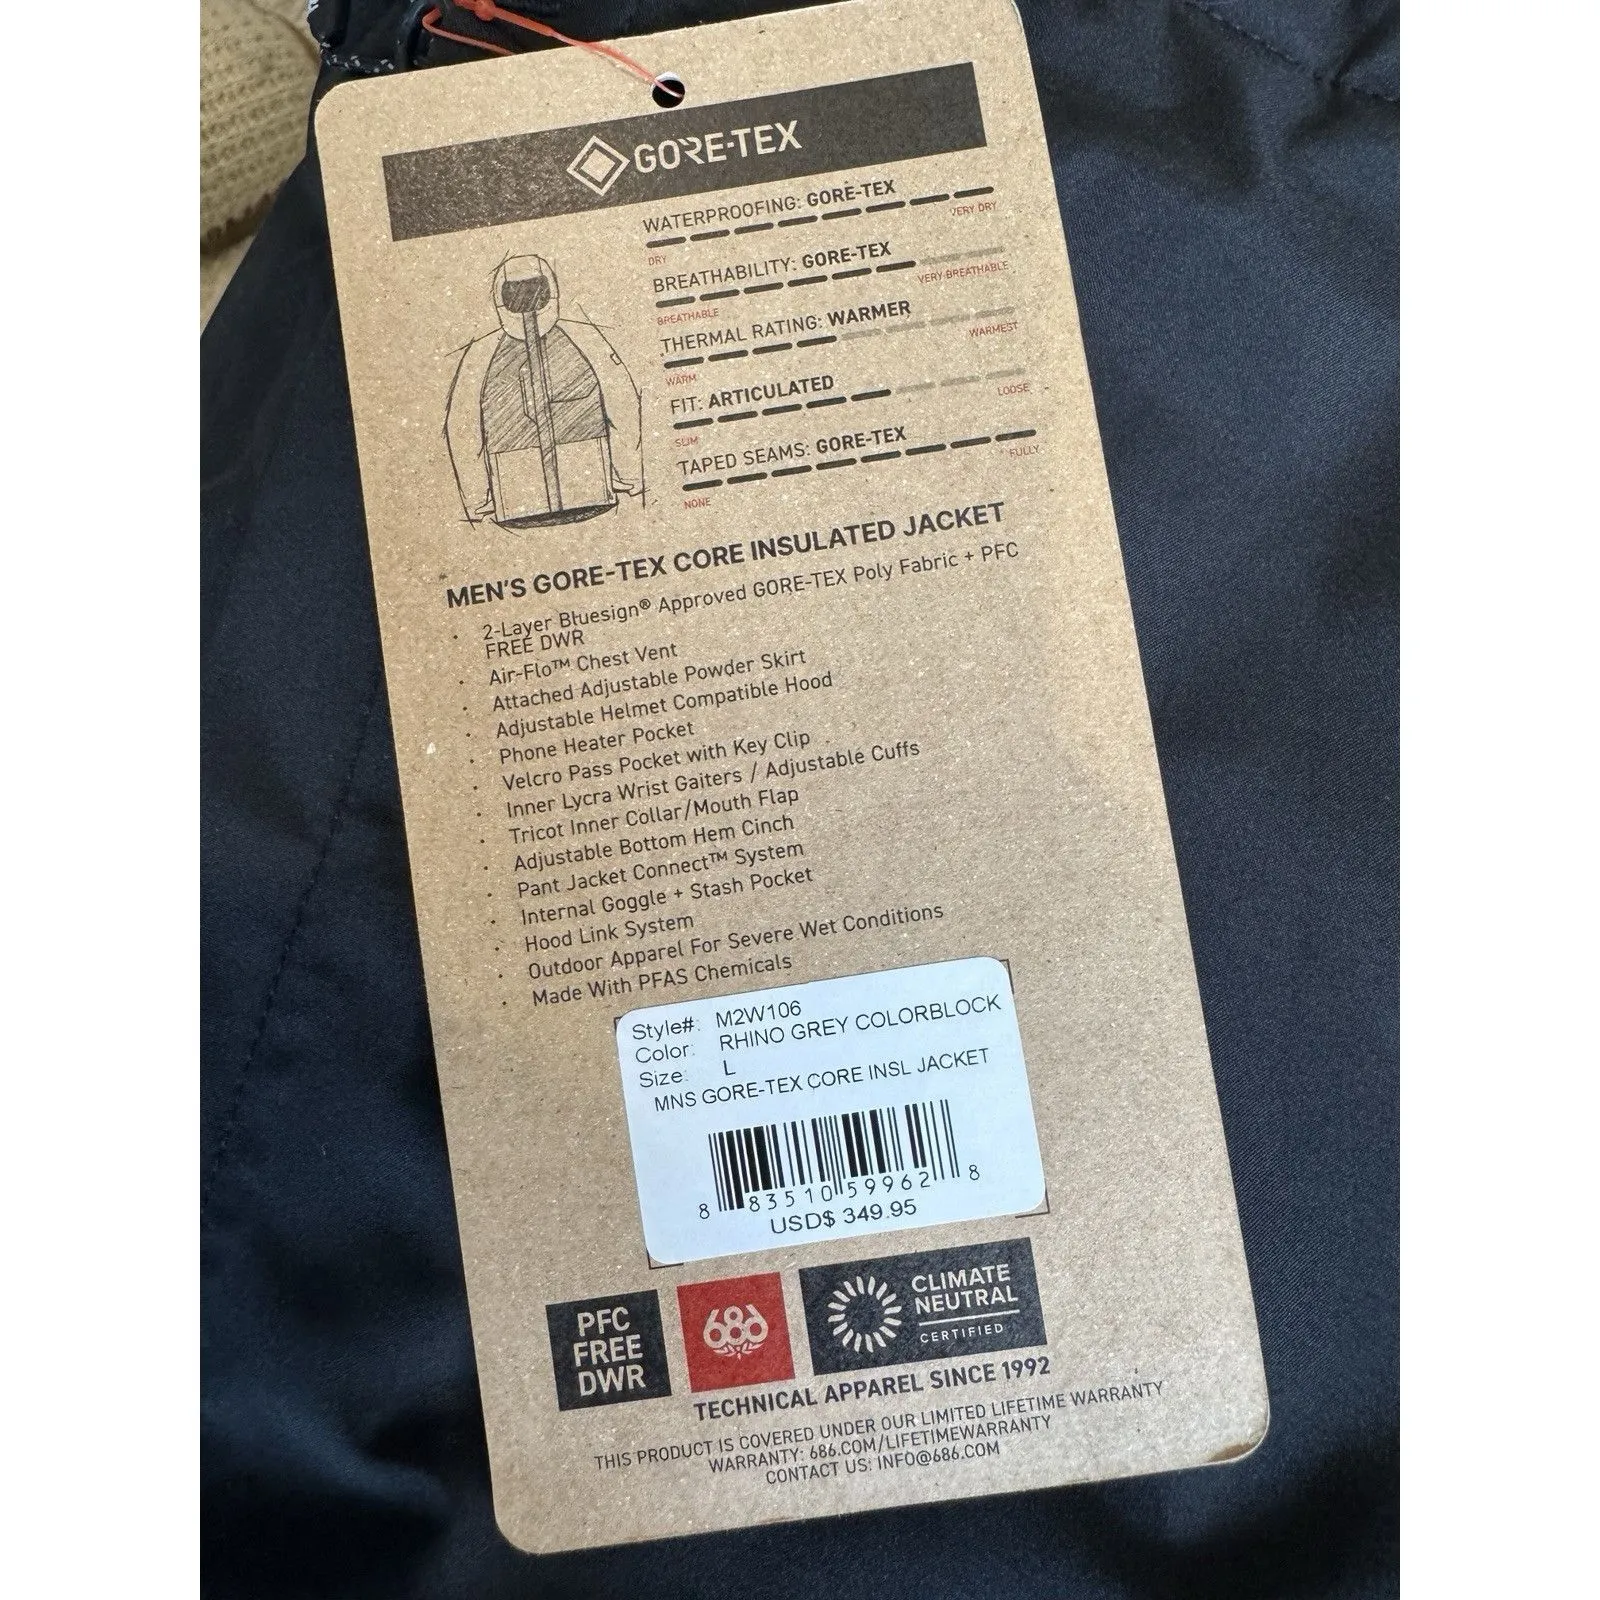 GORE-TEX
WATERPROOFING: GORE-TEX
DRY VERY DRY
BREATHABILITY: GORE-TEX
BREATHABLE VERY BREATHABLE
THERMAL RATING: WARMER
WARM WARMEST
FIT: ARTICULATED
SLIM LOOSE
TAPED SEAMS: GORE-TEX
NONE FULLY
MEN'S GORE-TEX CORE INSULATED JACKET
• 2-Layer Bluesign® Approved GORE-TEX Poly Fabric + PFC
FREE DWR
• Air-Flo™ Chest Vent
• Attached Adjustable Powder Skirt
• Adjustable Helmet Compatible Hood
• Phone Heater Pocket
• Velcro Pass Pocket with Key Clip
• Inner Lycra Wrist Gaiters / Adjustable Cuffs
• Tricot Inner Collar/Mouth Flap
• Adjustable Bottom Hem Cinch
• Pant Jacket Connect™ System
• Internal Goggle + Stash Pocket
• Hood Link System
• Outdoor Apparel For Severe Wet Conditions
• Made With PFAS Chemicals
Style#: M2W106
Color: RHINO GREY COLORBLOCK
Size: L
MNS GORE-TEX CORE INSL JACKET
8 83510 59962 8
USD$ 349.95
PFC
FREE
DWR
686
CLIMATE
NEUTRAL
CERTIFIED
TECHNICAL APPAREL SINCE 1992
THIS PRODUCT IS COVERED UNDER OUR LIMITED LIFETIME WARRANTY
WARRANTY: 686.COM/LIFETIMEWARRANTY
CONTACT US: INFO@686.COM